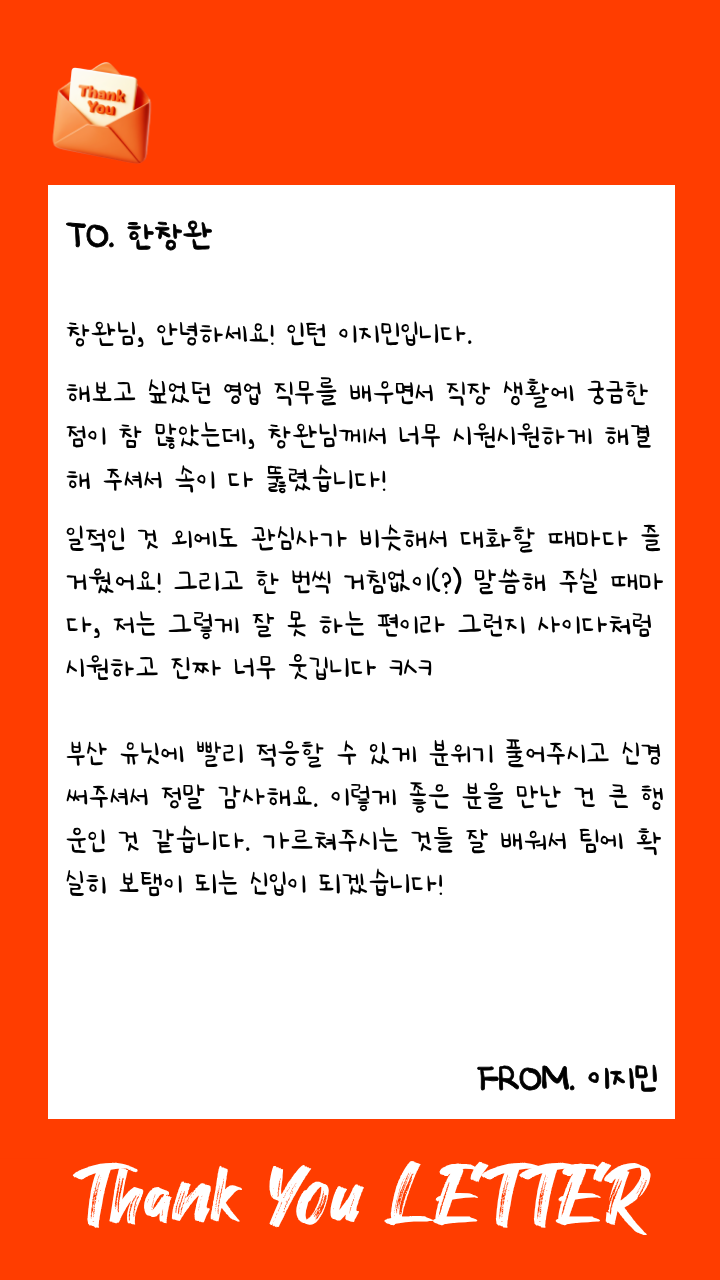 Thank
You
TO. 한창완
창완님, 안녕하세요! 인턴 이지민입니다.
해보고 싶었던 영업 직무를 배우면서 직장 생활에 궁금한
점이 참 많았는데, 창완님께서 너무 시원시원하게 해결
해 주셔서 속이 다 뚫렸습니다!
일적인 것 외에도 관심사가 비슷해서 대화할 때마다 즐
거웠어요! 그리고 한 번씩 거침없이(?) 말씀해 주실 때마
다, 저는 그렇게 잘 못 하는 편이라 그런지 사이다처럼
시원하고 진짜 너무 웃깁니다 ㅋㅅㅋ
부산 유닛에 빨리 적응할 수 있게 분위기 풀어주시고 신경
써주셔서 정말 감사해요. 이렇게 좋은 분을 만난 건 큰 행
운인 것 같습니다. 가르쳐주시는 것들 잘 배워서 팀에 확
실히 보탬이 되는 신입이 되겠습니다!
FROM. 이지민
Thank You LETTER